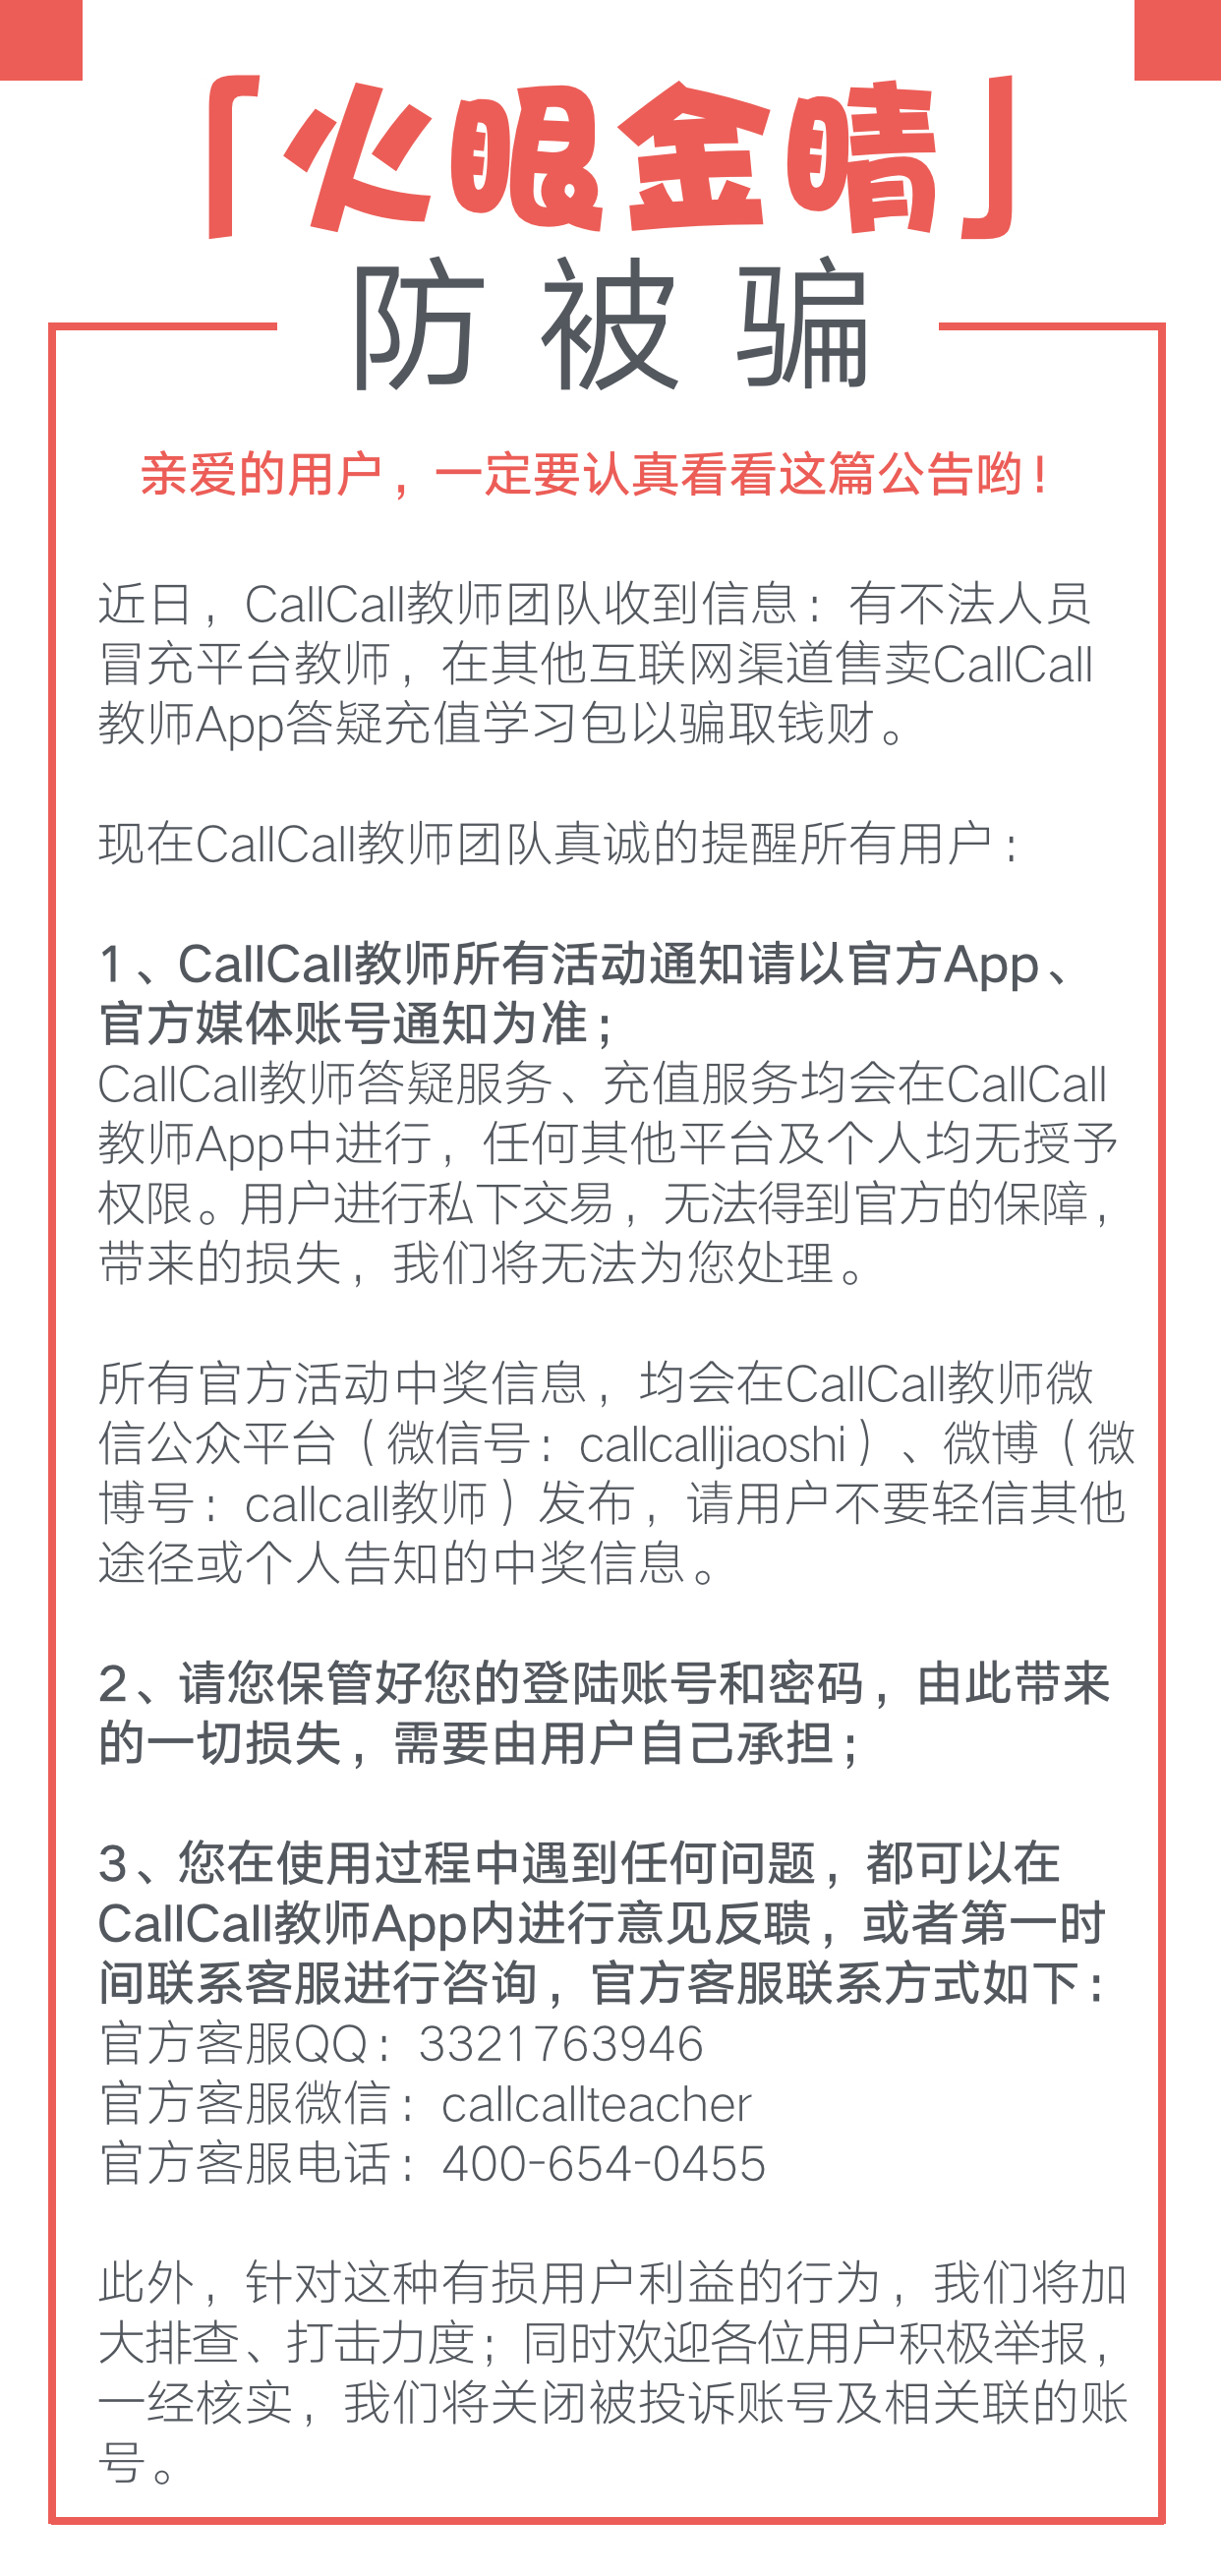 「火眼金睛」
防被骗
亲爱的用户，一定要认真看看这篇公告哟！
近日，CallCall教师团队收到信息：有不法人员
冒充平台教师，在其他互联网渠道售卖CallCall
教师App答疑充值学习包以骗取钱财。
现在CallCall教师团队真诚的提醒所有用户：
1、CallCall教师所有活动通知请以官方App、
官方媒体账号通知为准；
CallCall教师答疑服务、充值服务均会在CallCall
教师App中进行，任何其他平台及个人均无授予
权限。用户进行私下交易，无法得到官方的保障，
带来的损失，我们将无法为您处理。
所有官方活动中奖信息，均会在CallCall教师微
信公众平台（微信号：callcalljiaoshi）、微博（微
博号：callcall教师）发布，请用户不要轻信其他
途径或个人告知的中奖信息。
2、请您保管好您的登陆账号和密码，由此带来
的一切损失，需要由用户自己承担；
3、您在使用过程中遇到任何问题，都可以在
CallCall教师App内进行意见反聩，或者第一时
间联系客服进行咨询，官方客服联系方式如下：
官方客服QQ：3321763946
官方客服微信：callcallteacher
官方客服电话：400-654-0455
此外，针对这种有损用户利益的行为，我们将加
大排查、打击力度；同时欢迎各位用户积极举报，
一经核实，我们将关闭被投诉账号及相关联的账
号。